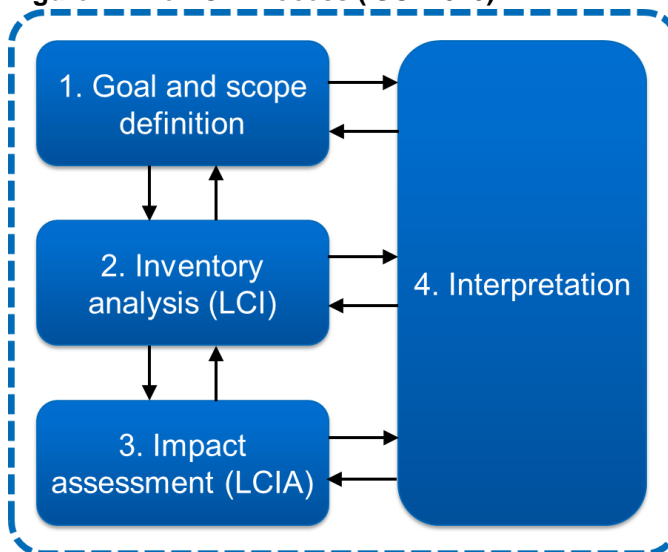 1. Goal and scope
definition
2. Inventory
analysis (LCI)
3. Impact
assessment (LCIA)
4. Interpretation